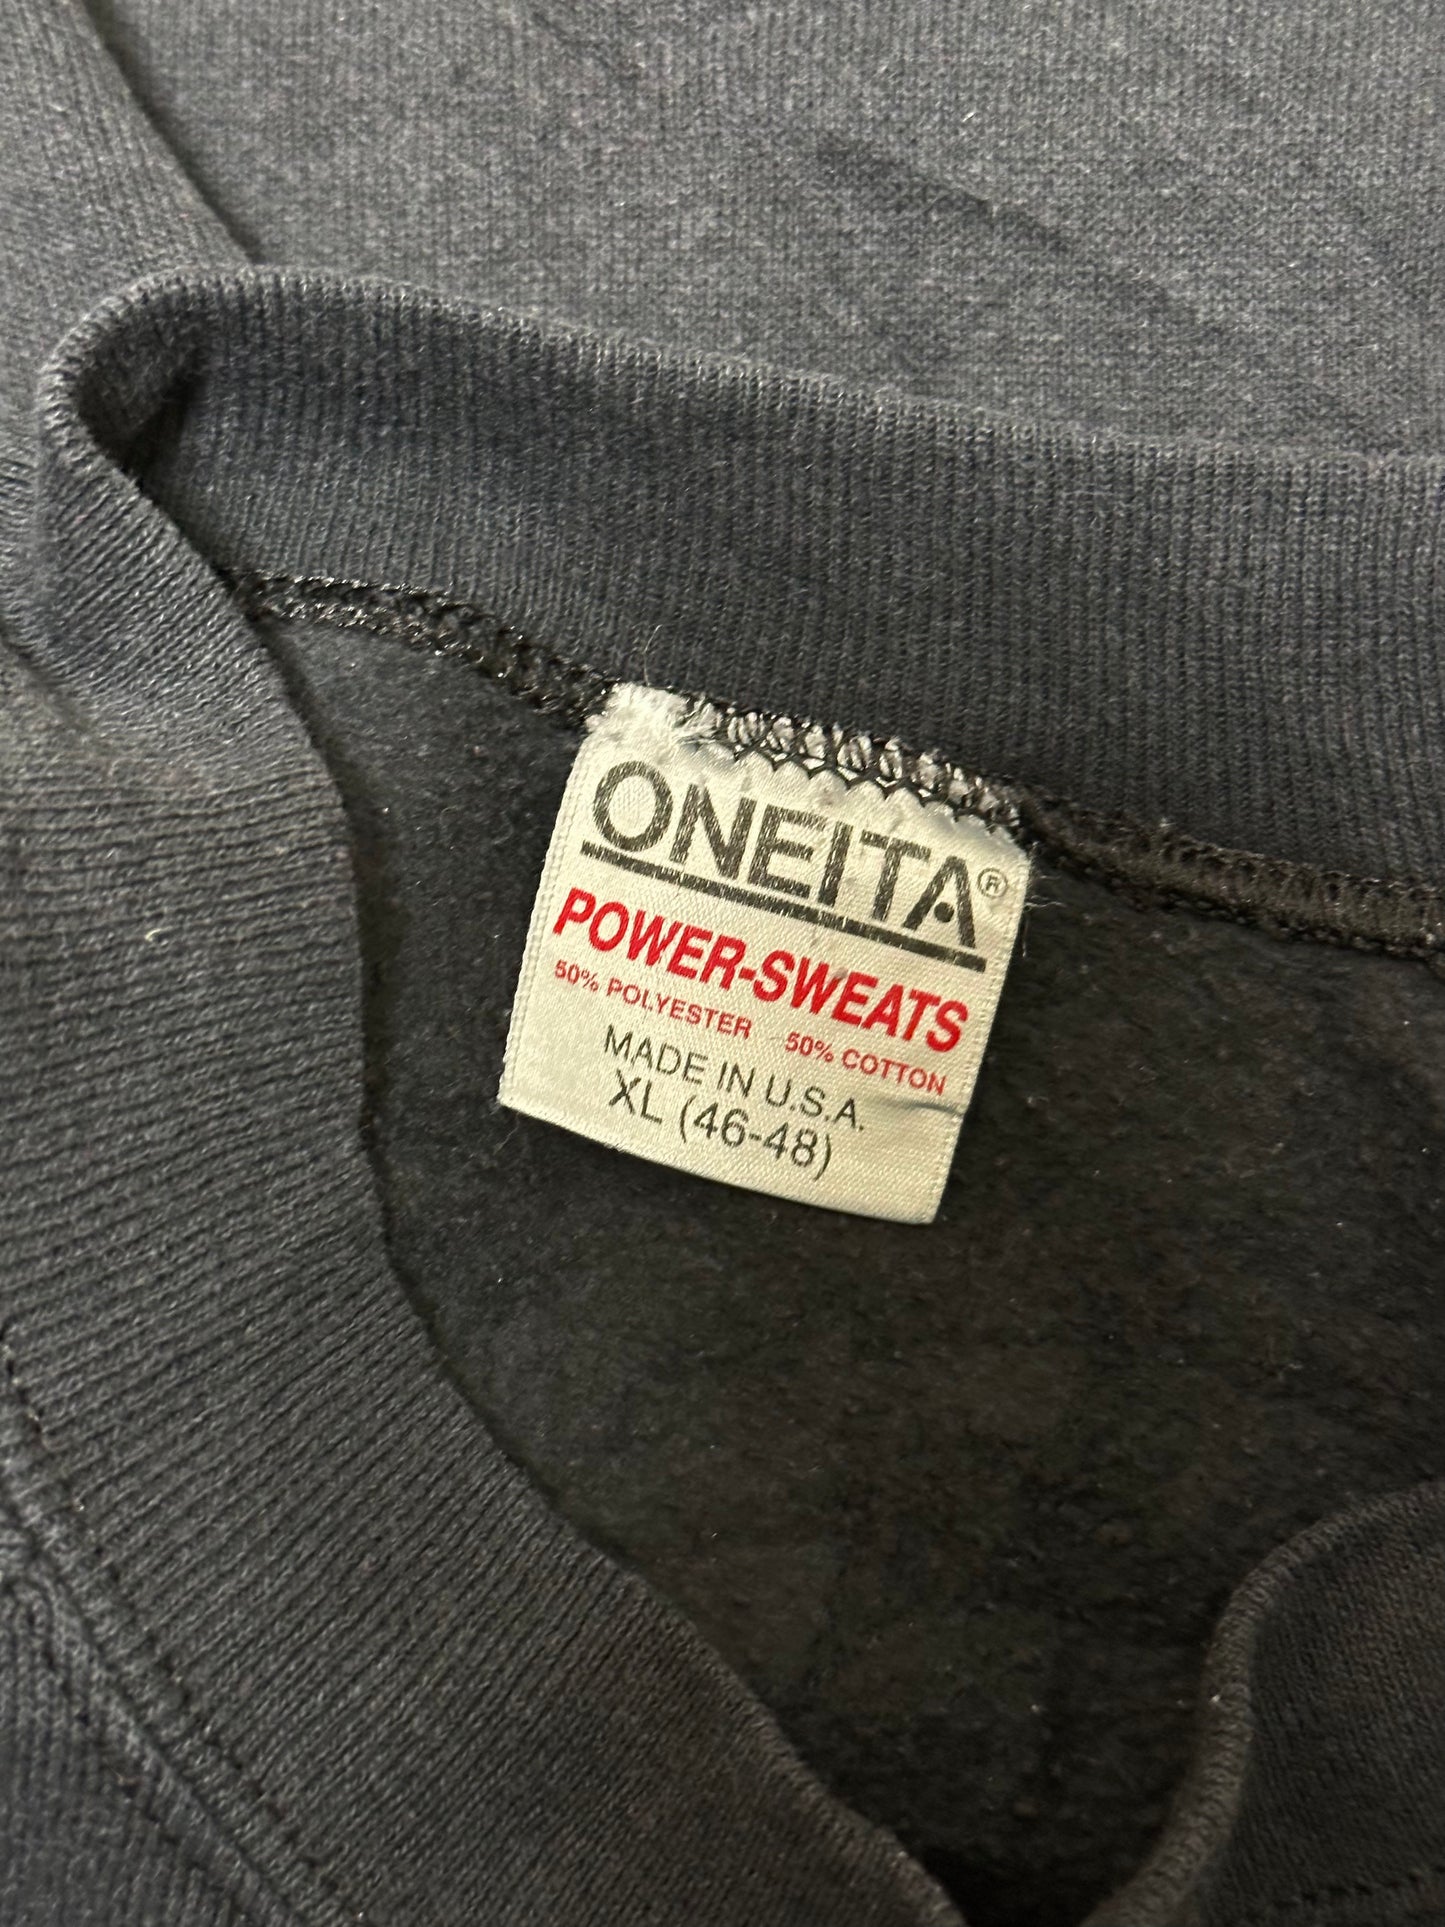 ONEITA®
POWER-SWEATS
50% POLYESTER 50% COTTON
MADE IN U.S.A.
XL (46-48)